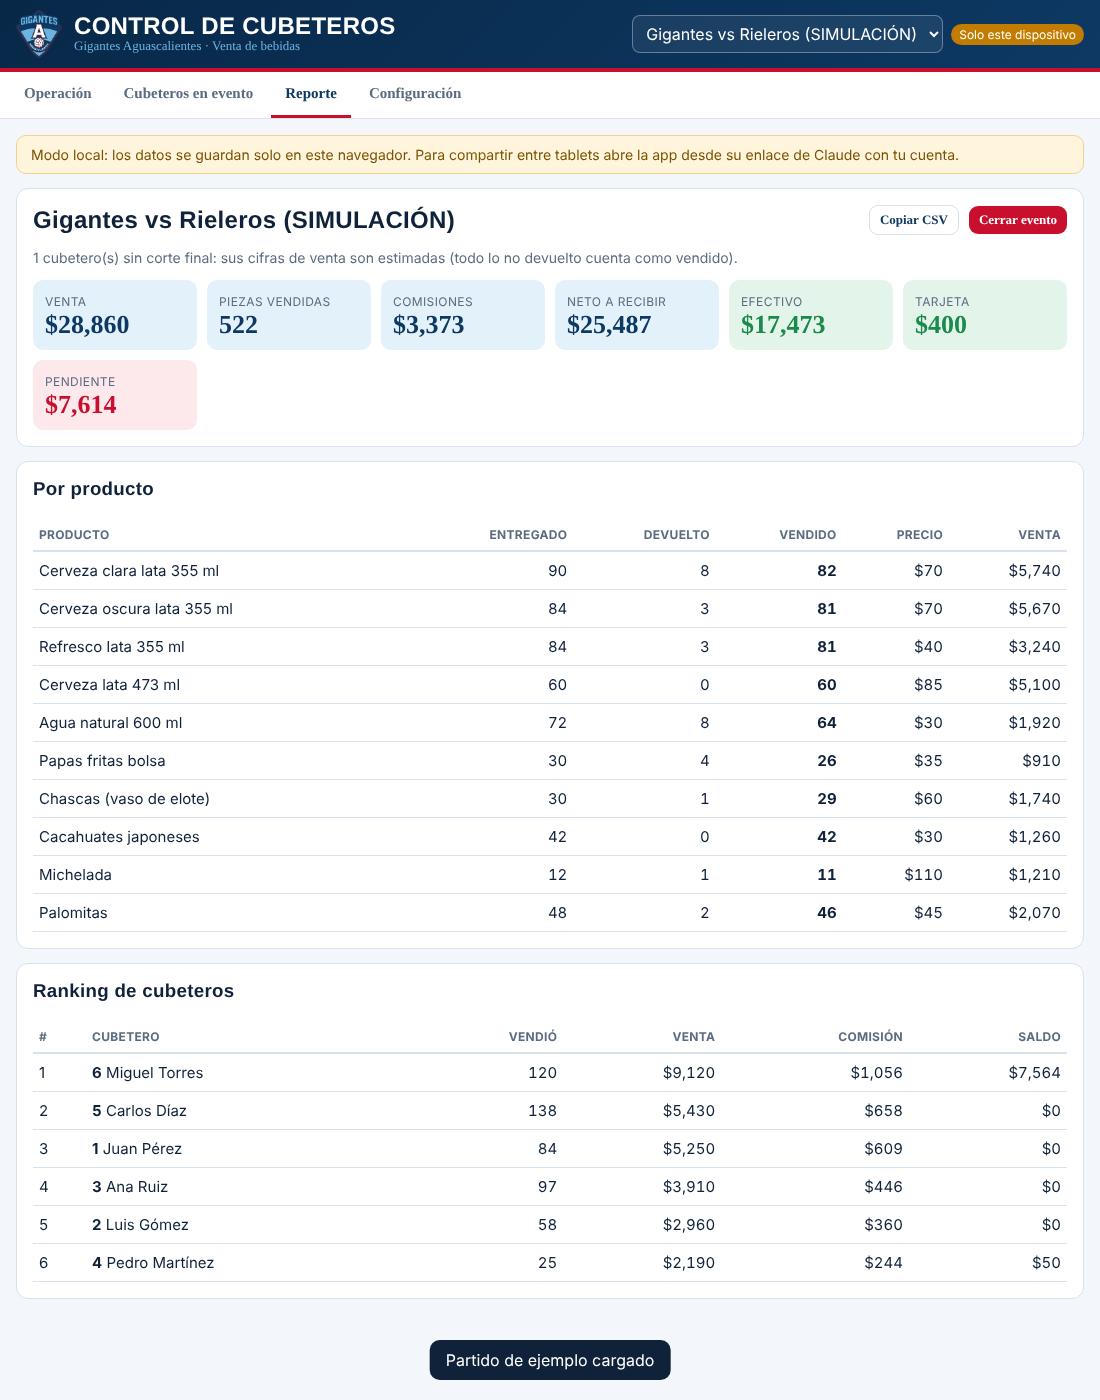 GIGANTES
A
CONTROL DE CUBETEROS
Gigantes Aguascalientes · Venta de bebidas
Gigantes vs Rieleros (SIMULACIÓN)
Solo este dispositivo
Operación
Cubeteros en evento
Reporte
Configuración
Modo local: los datos se guardan solo en este navegador. Para compartir entre tablets abre la app desde su enlace de Claude con tu cuenta.
Gigantes vs Rieleros (SIMULACIÓN)
Copiar CSV
Cerrar evento
1 cubetero(s) sin corte final: sus cifras de venta son estimadas (todo lo no devuelto cuenta como vendido).
VENTA
$28,860
PIEZAS VENDIDAS
522
COMISIONES
$3,373
NETO A RECIBIR
$25,487
EFECTIVO
$17,473
TARJETA
$400
PENDIENTE
$7,614
Por producto
PRODUCTO ENTREGADO DEVUELTO VENDIDO PRECIO VENTA
Cerveza clara lata 355 ml 90 8 82 $70 $5,740
Cerveza oscura lata 355 ml 84 3 81 $70 $5,670
Refresco lata 355 ml 84 3 81 $40 $3,240
Cerveza lata 473 ml 60 0 60 $85 $5,100
Agua natural 600 ml 72 8 64 $30 $1,920
Papas fritas bolsa 30 4 26 $35 $910
Chascas (vaso de elote) 30 1 29 $60 $1,740
Cacahuates japoneses 42 0 42 $30 $1,260
Michelada 12 1 11 $110 $1,210
Palomitas 48 2 46 $45 $2,070
Ranking de cubeteros
# CUBETERO VENDIÓ VENTA COMISIÓN SALDO
1 6 Miguel Torres 120 $9,120 $1,056 $7,564
2 5 Carlos Díaz 138 $5,430 $658 $0
3 1 Juan Pérez 84 $5,250 $609 $0
4 3 Ana Ruiz 97 $3,910 $446 $0
5 2 Luis Gómez 58 $2,960 $360 $0
6 4 Pedro Martínez 25 $2,190 $244 $50
Partido de ejemplo cargado